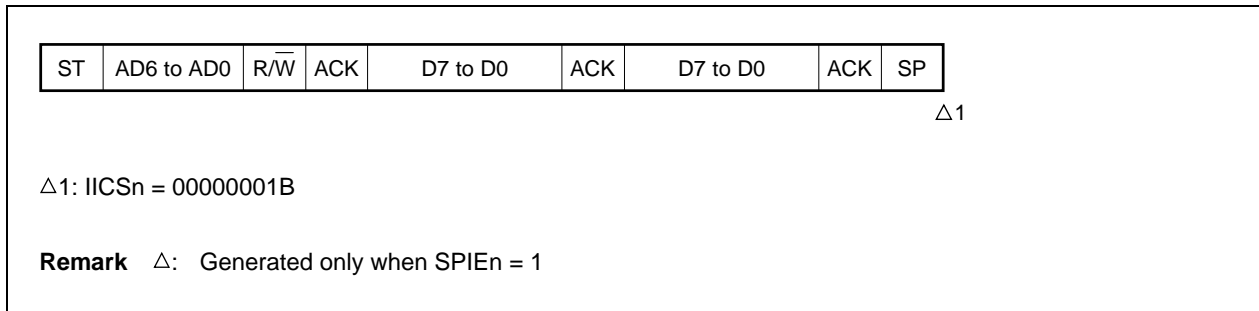 ST AD6 to AD0 R/W̅ ACK D7 to D0 ACK D7 to D0 ACK SP
△1
△1: IICSn = 00000001B
Remark △: Generated only when SPIEn = 1